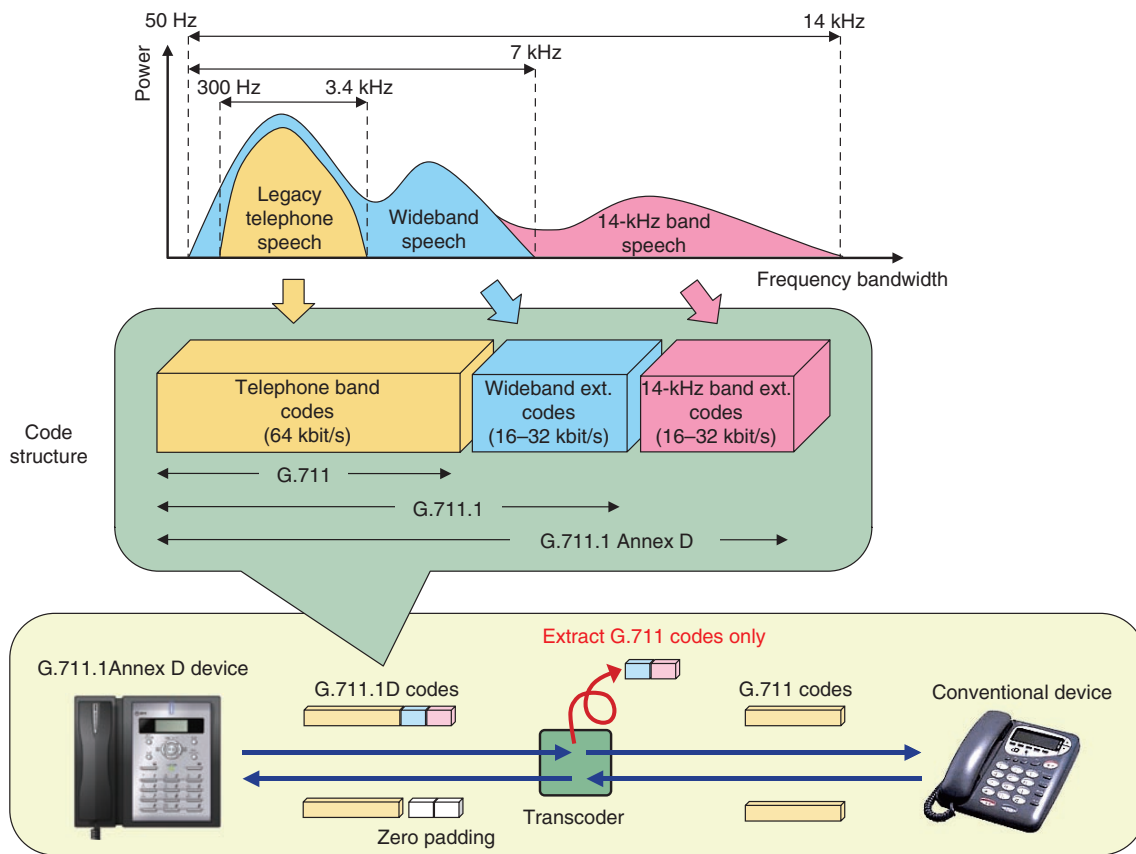 50 Hz
14 kHz
7 kHz
Power
300 Hz
3.4 kHz
Legacy
telephone
speech
Wideband
speech
14-kHz band
speech
Frequency bandwidth
Code
structure
Telephone band
codes
(64 kbit/s)
Wideband ext.
codes
(16–32 kbit/s)
14-kHz band ext.
codes
(16–32 kbit/s)
G.711
G.711.1
G.711.1 Annex D
Extract G.711 codes only
G.711.1Annex D device
G.711.1D codes
G.711 codes
Conventional device
Transcoder
Zero padding